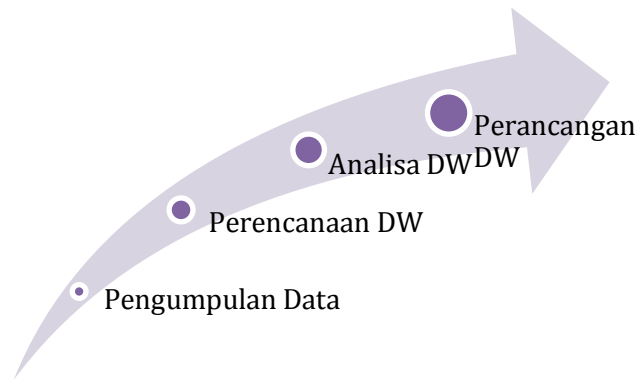 Perancangan
DW
Analisa DW
Perencanaan DW
Pengumpulan Data